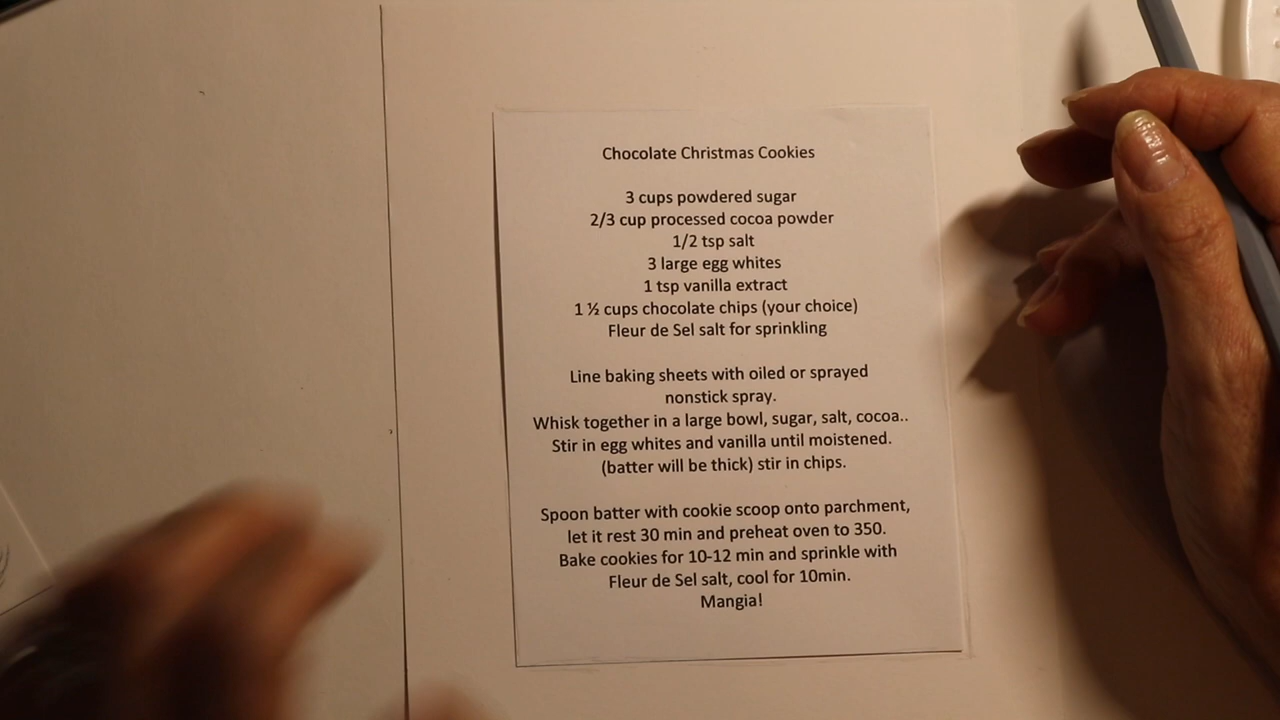 Chocolate Christmas Cookies
3 cups powdered sugar
2/3 cup processed cocoa powder
1/2 tsp salt
3 large egg whites
1 tsp vanilla extract
1 ½ cups chocolate chips (your choice)
Fleur de Sel salt for sprinkling
Line baking sheets with oiled or sprayed
nonstick spray.
Whisk together in a large bowl, sugar, salt, cocoa..
Stir in egg whites and vanilla until moistened.
(batter will be thick) stir in chips.
Spoon batter with cookie scoop onto parchment,
let it rest 30 min and preheat oven to 350.
Bake cookies for 10-12 min and sprinkle with
Fleur de Sel salt, cool for 10min.
Mangia!